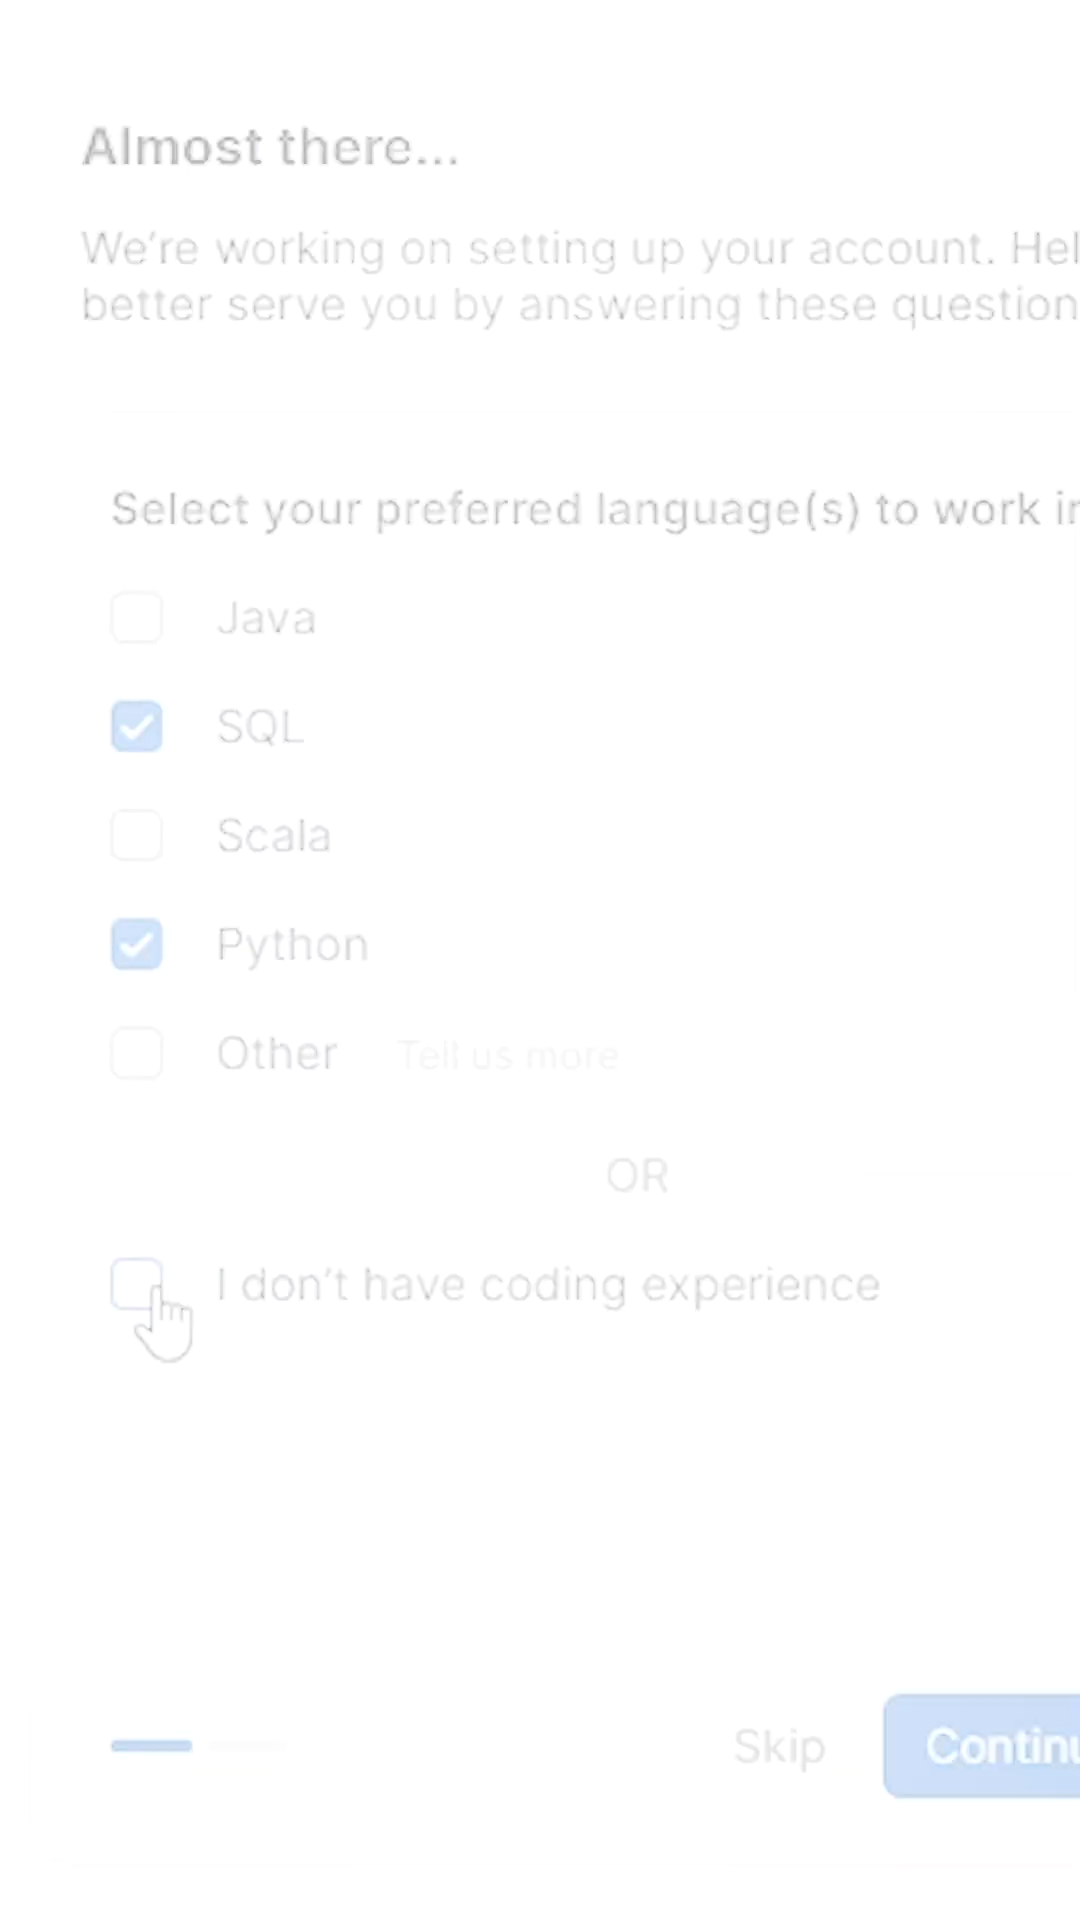 Almost there...
We're working on setting up your account. Hel
better serve you by answering these question
Select your preferred language(s) to work in
Java
SQL
Scala
Python
Other Tell us more
OR
I don't have coding experience
Skip Continu